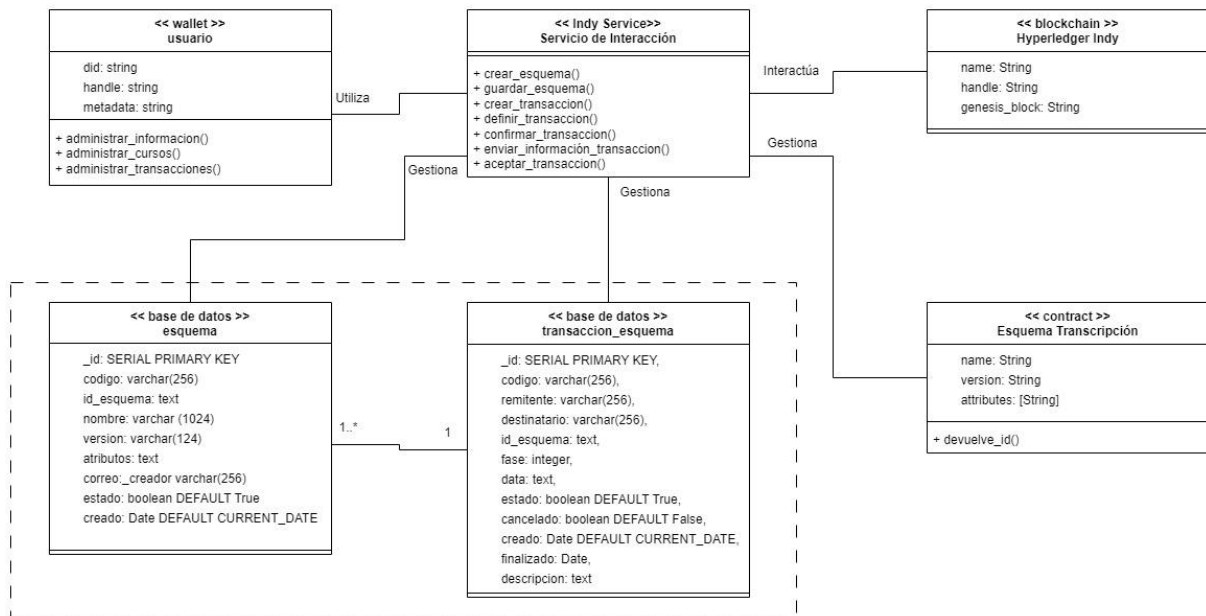 << wallet >>
usuario
did: string
handle: string
metadata: string
+ administrar_informacion()
+ administrar_cursos()
+ administrar_transacciones()
Utiliza
<< Indy Service>>
Servicio de Interacción
+ crear_esquema()
+ guardar_esquema()
+ crear_transaccion()
+ definir_transaccion()
+ confirmar_transaccion()
+ enviar_información_transaccion()
+ aceptar_transaccion()
Interactúa
<< blockchain >>
Hyperledger Indy
name: String
handle: String
genesis_block: String
Gestiona
Gestiona
Gestiona
<< base de datos >>
esquema
_id: SERIAL PRIMARY KEY
codigo: varchar(256)
id_esquema: text
nombre: varchar (1024)
version: varchar(124)
atributos: text
correo:_creador varchar(256)
estado: boolean DEFAULT True
creado: Date DEFAULT CURRENT_DATE
1..*
1
<< base de datos >>
transaccion_esquema
_id: SERIAL PRIMARY KEY,
codigo: varchar(256),
remitente: varchar(256),
destinatario: varchar(256),
id_esquema: text,
fase: integer,
data: text,
estado: boolean DEFAULT True,
cancelado: boolean DEFAULT False,
creado: Date DEFAULT CURRENT_DATE,
finalizado: Date,
descripcion: text
<< contract >>
Esquema Transcripción
name: String
version: String
attributes: [String]
+ devuelve_id()